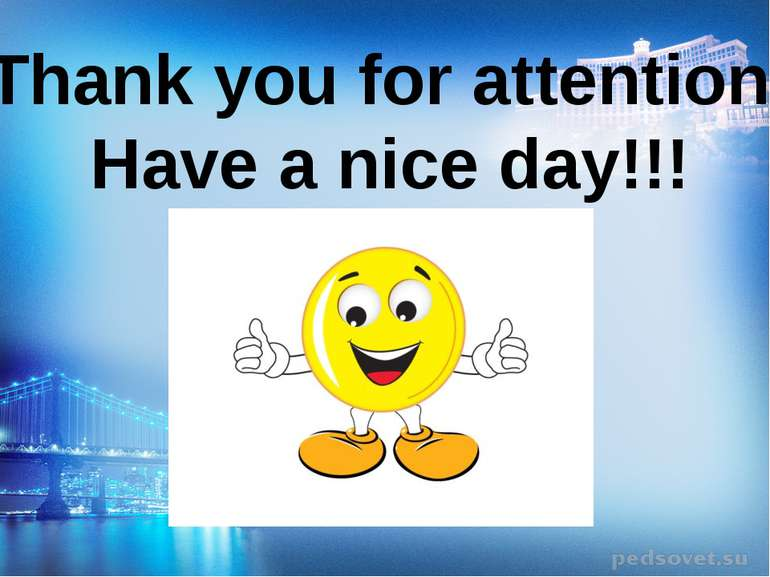 Thank you for attention
Have a nice day!!!
pedsovet.su